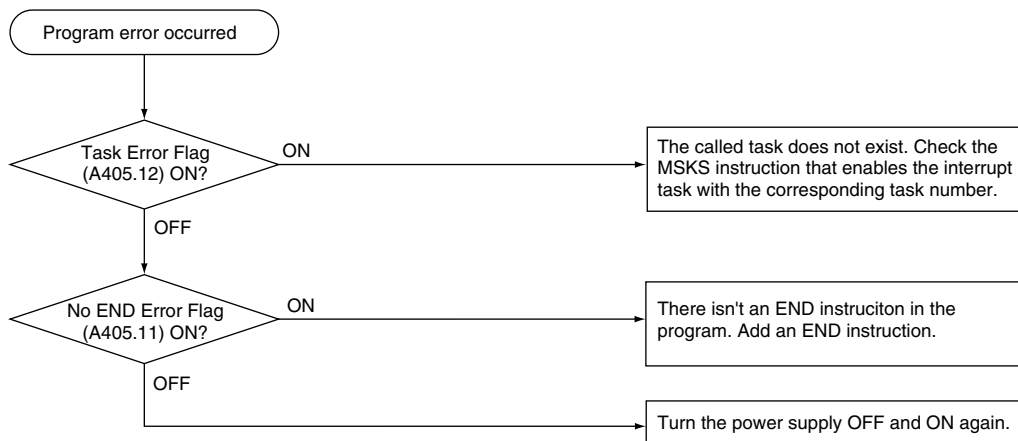 Program error occurred
Task Error Flag
(A405.12) ON?
ON
The called task does not exist. Check the
MSKS instruction that enables the interrupt
task with the corresponding task number.
OFF
No END Error Flag
(A405.11) ON?
ON
There isn't an END instruciton in the
program. Add an END instruction.
OFF
Turn the power supply OFF and ON again.